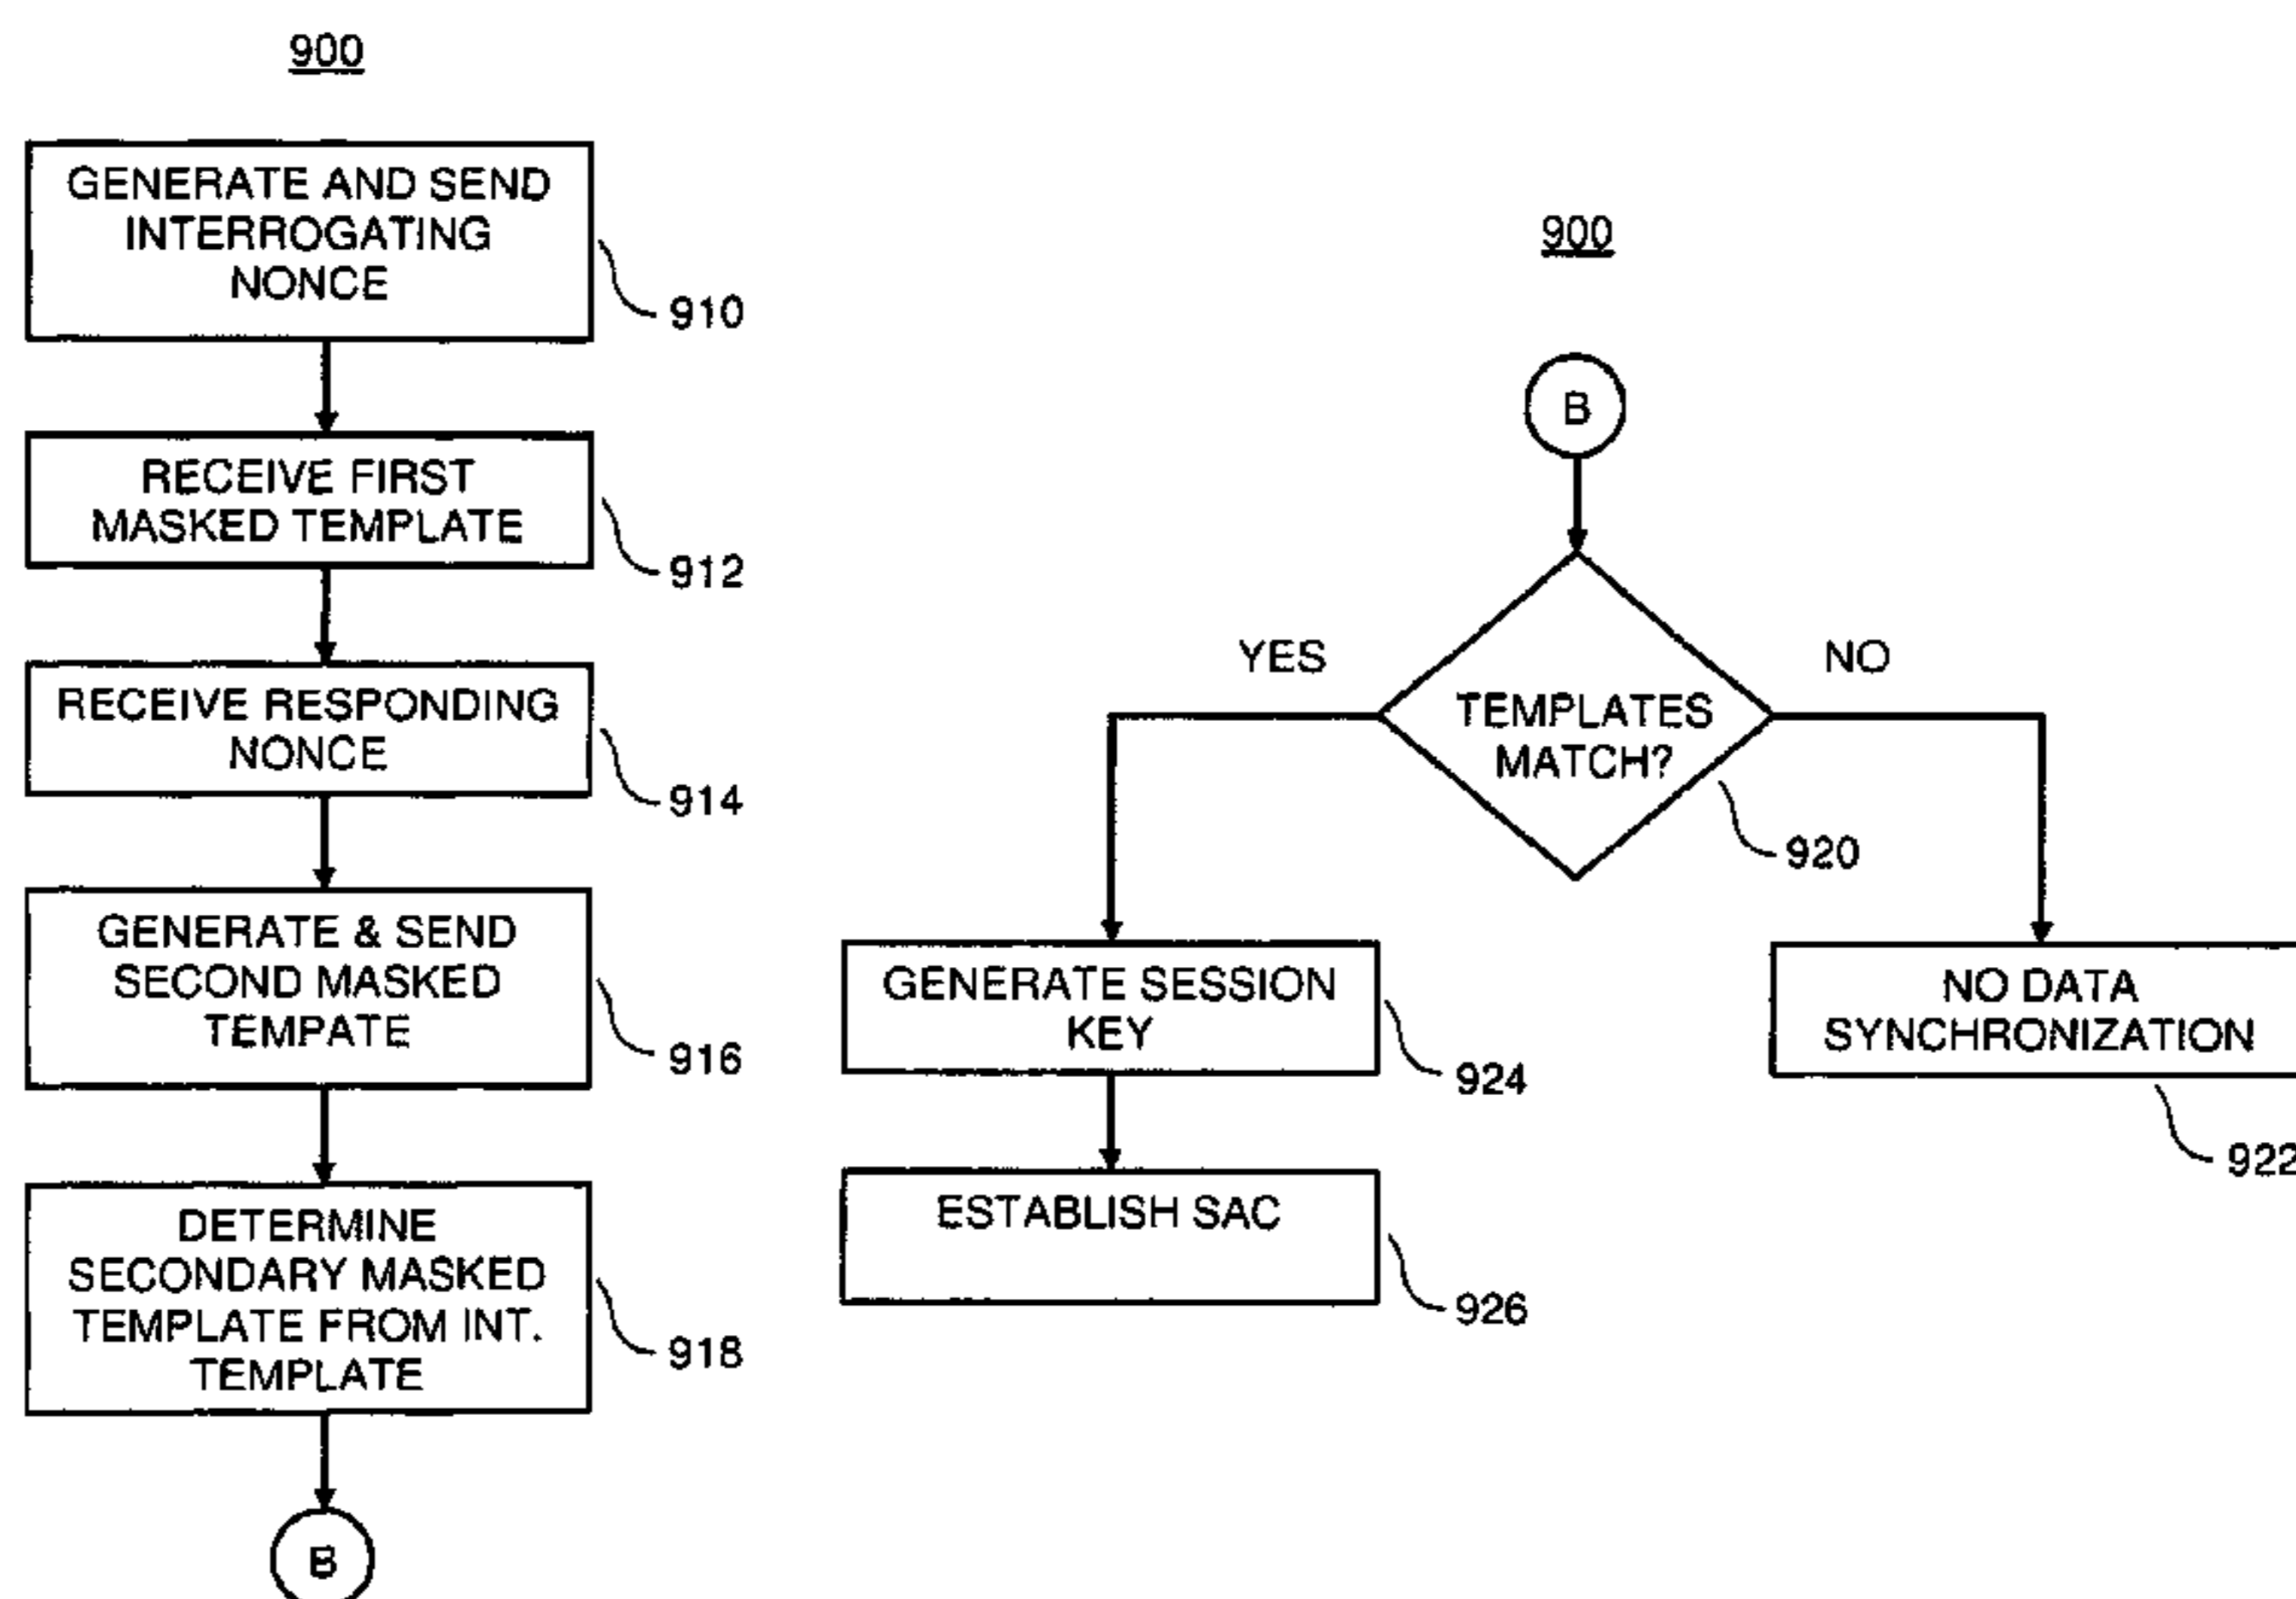 900
GENERATE AND SEND
INTERROGATING
NONCE
910
RECEIVE FIRST
MASKED TEMPLATE
912
RECEIVE RESPONDING
NONCE
914
GENERATE & SEND
SECOND MASKED
TEMPATE
916
DETERMINE
SECONDARY MASKED
TEMPLATE FROM INT.
TEMPLATE
918
B
900
B
YES
NO
TEMPLATES
MATCH?
920
GENERATE SESSION
KEY
924
NO DATA
SYNCHRONIZATION
922
ESTABLISH SAC
926